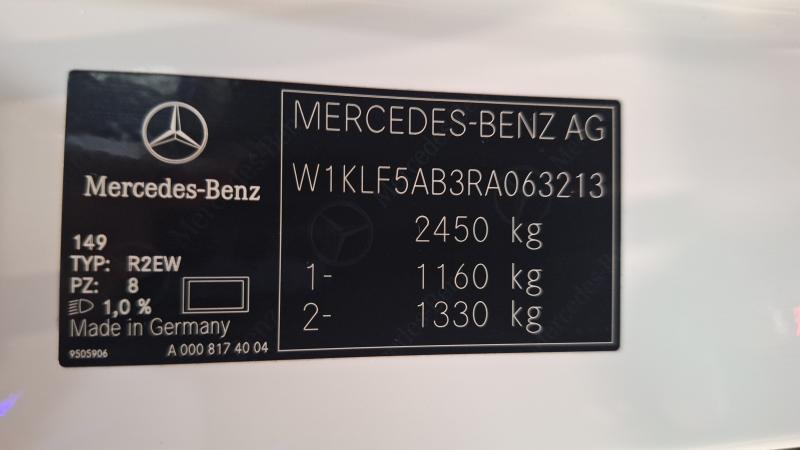 Mercedes-Benz
149
TYP: R2EW
PZ: 8
1,0 %
Made in Germany
9505906
A 000 817 40 04
MERCEDES-BENZ AG
W1KLF5AB3RA063213
2450 kg
1- 1160 kg
2- 1330 kg